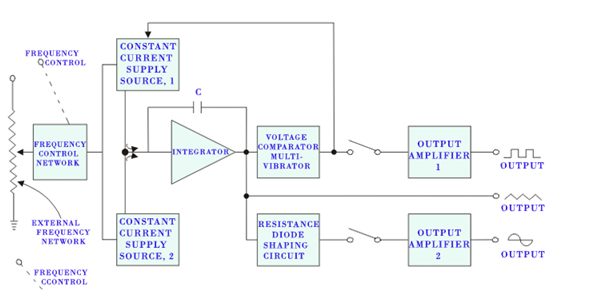 FREQUENCY
CONTROL
CONSTANT
CURRENT
SUPPLY
SOURCE, 1
C
FREQUENCY
CONTROL
NETWORK
INTEGRATOR
VOLTAGE
COMPARATOR
MULTI-
VIBRATOR
OUTPUT
AMPLIFIER
1
OUTPUT
OUTPUT
EXTERNAL
FREQUENCY
NETWORK
CONSTANT
CURRENT
SUPPLY
SOURCE, 2
RESISTANCE
DIODE
SHAPING
CIRCUIT
OUTPUT
AMPLIFIER
2
OUTPUT
FREQUENCY
CCONTROL